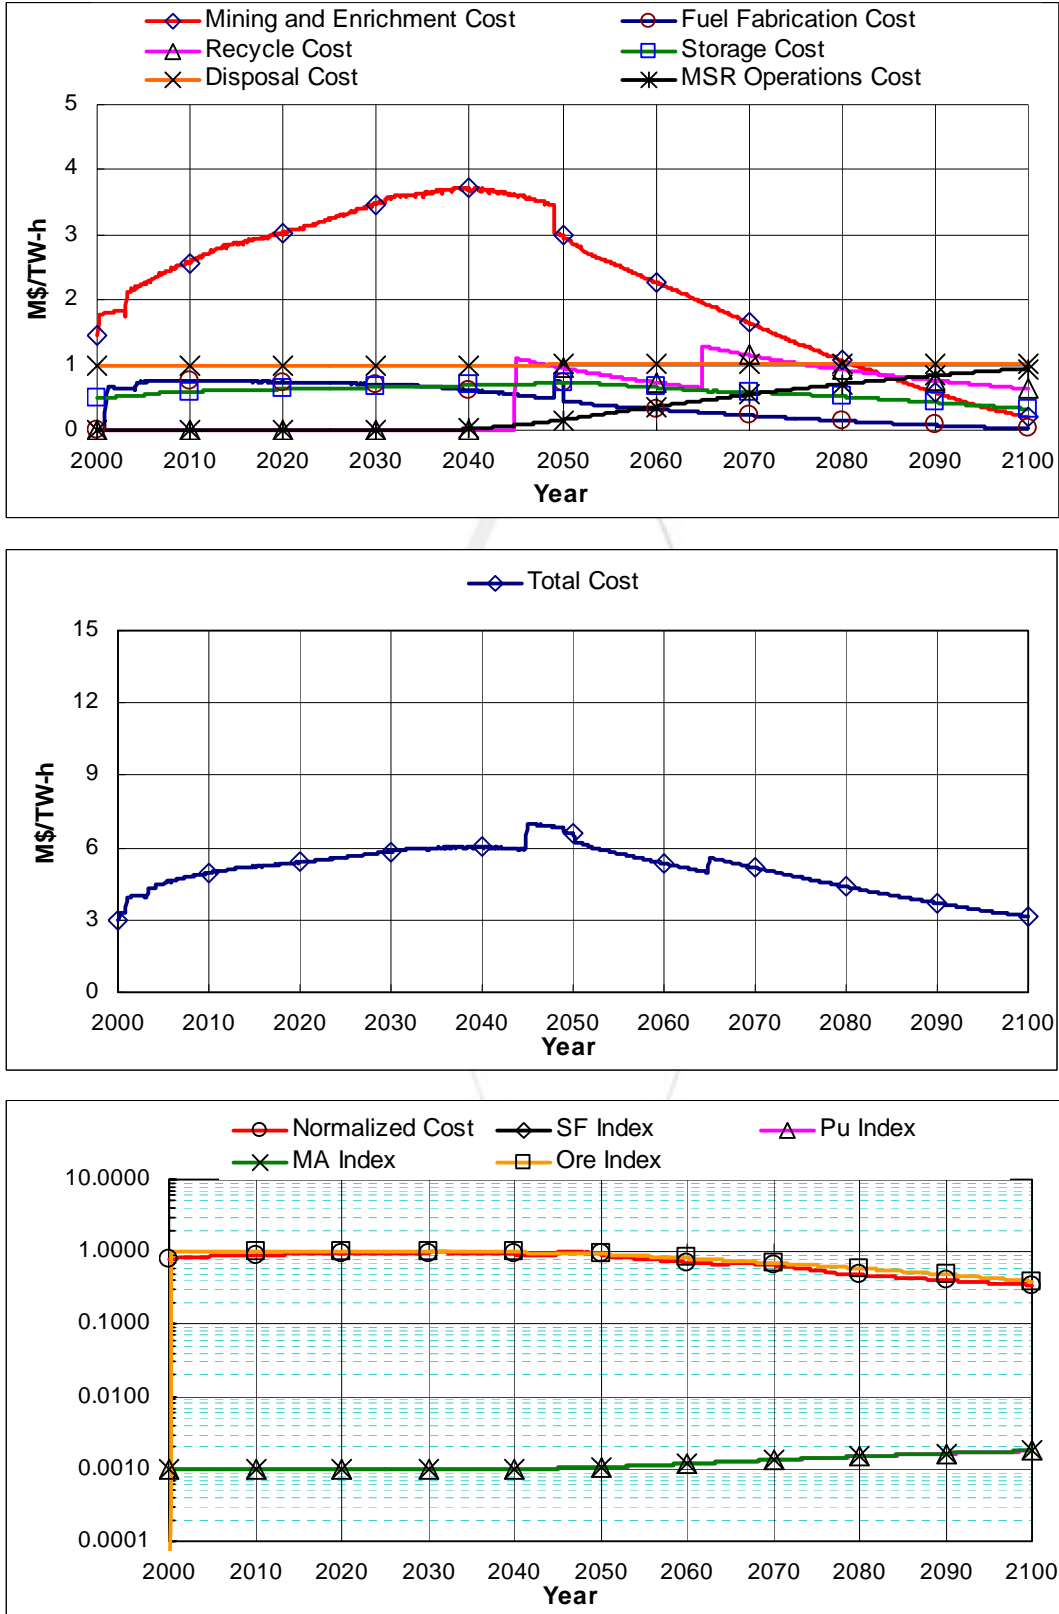 Mining and Enrichment Cost Fuel Fabrication Cost
Recycle Cost Storage Cost
Disposal Cost MSR Operations Cost
5
4
3
2
1
0
M$/TW-h
2000 2010 2020 2030 2040 2050 2060 2070 2080 2090 2100
Year
Total Cost
15
12
9
6
3
0
M$/TW-h
2000 2010 2020 2030 2040 2050 2060 2070 2080 2090 2100
Year
Normalized Cost SF Index Pu Index
MA Index Ore Index
10.0000
1.0000
0.1000
0.0100
0.0010
0.0001
2000 2010 2020 2030 2040 2050 2060 2070 2080 2090 2100
Year